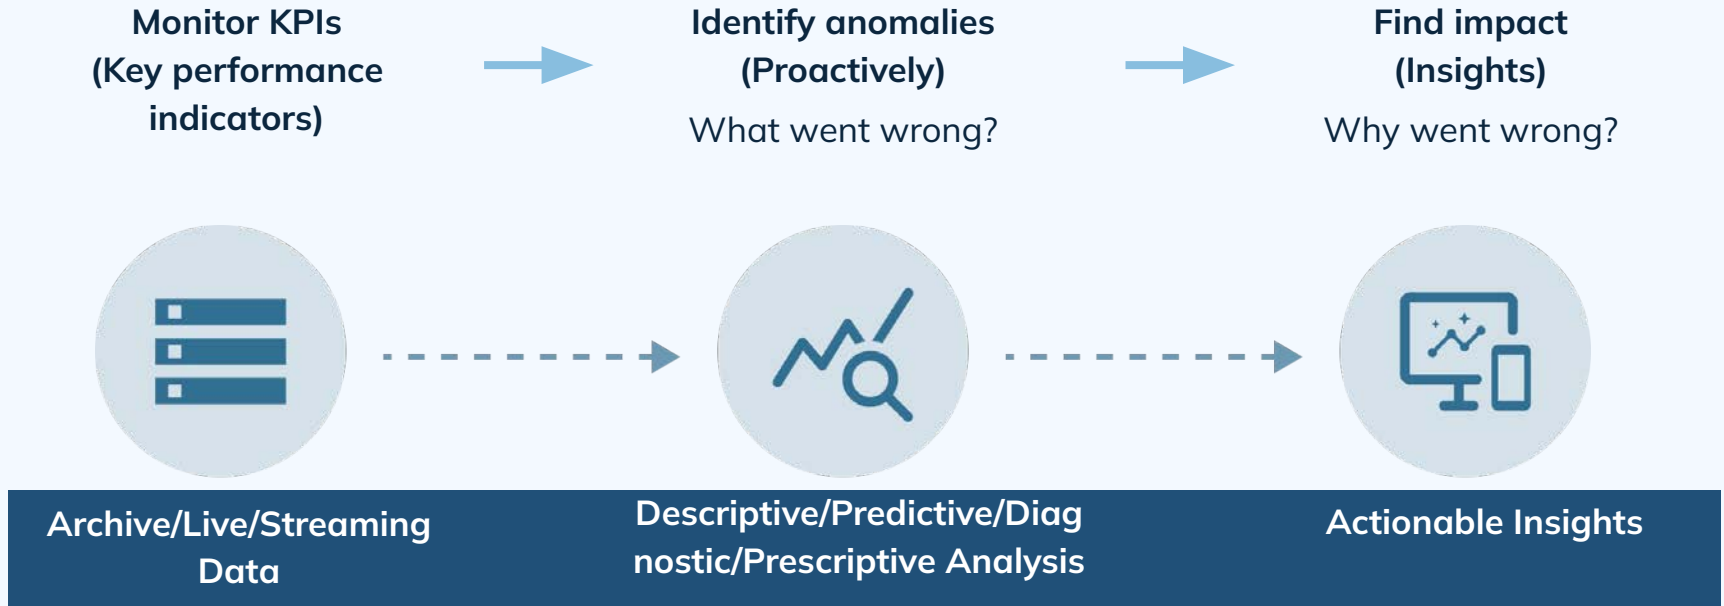 Monitor KPIs
(Key performance
indicators)
Identify anomalies
(Proactively)
What went wrong?
Find impact
(Insights)
Why went wrong?
Archive/Live/Streaming
Data
Descriptive/Predictive/Diag
nostic/Prescriptive Analysis
Actionable Insights